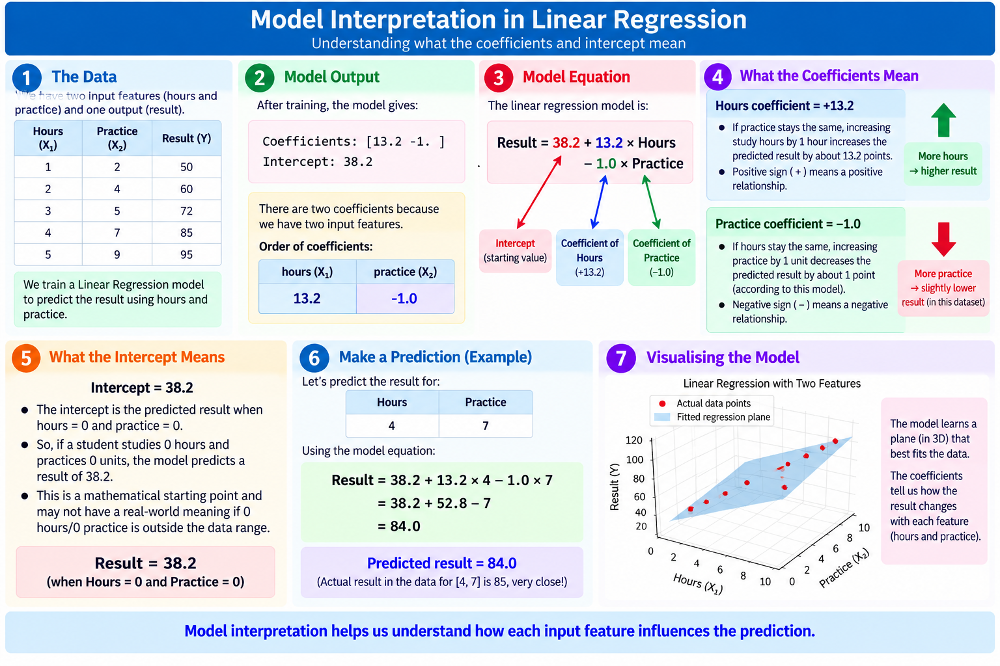 Model Interpretation in Linear Regression
Understanding what the coefficients and intercept mean
1 The Data
We have two input features (hours and
practice) and one output (result).
Hours (X₁) Practice (X₂) Result (Y)
1 2 50
2 4 60
3 5 72
4 7 85
5 9 95
We train a Linear Regression model
to predict the result using hours and
practice.
2 Model Output
After training, the model gives:
Coefficients: [13.2 -1. ]
Intercept: 38.2
There are two coefficients because
we have two input features.
Order of coefficients:
hours (X₁) practice (X₂)
13.2 -1.0
3 Model Equation
The linear regression model is:
Result = 38.2 + 13.2 × Hours
– 1.0 × Practice
Intercept
(starting value)
Coefficient of
Hours
(+13.2)
Coefficient of
Practice
(−1.0)
4 What the Coefficients Mean
Hours coefficient = +13.2
● If practice stays the same, increasing
study hours by 1 hour increases the
predicted result by about 13.2 points.
● Positive sign ( + ) means a positive
relationship.
More hours
→ higher result
Practice coefficient = −1.0
● If hours stay the same, increasing
practice by 1 unit decreases the
predicted result by about 1 point
(according to this model).
● Negative sign ( − ) means a negative
relationship.
More practice
→ slightly lower
result (in this dataset)
5 What the Intercept Means
Intercept = 38.2
● The intercept is the predicted result when
hours = 0 and practice = 0.
● So, if a student studies 0 hours and
practices 0 units, the model predicts a
result of 38.2.
● This is a mathematical starting point and
may not have a real-world meaning if 0
hours/0 practice is outside the data range.
Result = 38.2
(when Hours = 0 and Practice = 0)
6 Make a Prediction (Example)
Let's predict the result for:
Hours Practice
4 7
Using the model equation:
Result = 38.2 + 13.2 × 4 − 1.0 × 7
= 38.2 + 52.8 − 7
= 84.0
Predicted result = 84.0
(Actual result in the data for [4, 7] is 85, very close!)
7 Visualising the Model
Linear Regression with Two Features
Actual data points
Fitted regression plane
Result (Y)
120
100
80
60
40
20
0 2 4 6 8 10
Hours (X₁)
0 2 4 6 8 10
Practice (X₂)
The model learns a
plane (in 3D) that
best fits the data.
The coefficients
tell us how the
result changes
with each feature
(hours and practice).
Model interpretation helps us understand how each input feature influences the prediction.